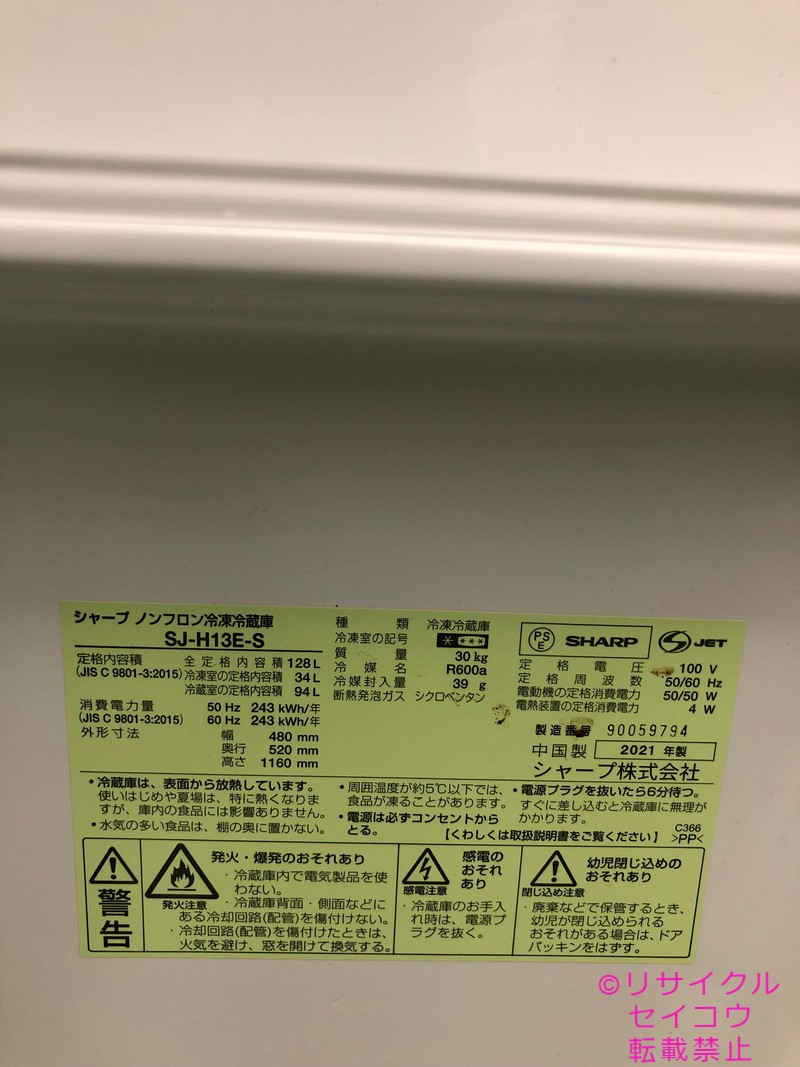 シャープ ノンフロン冷凍冷蔵庫
SJ-H13E-S
定格内容積
(JIS C 9801-3:2015)
全定格内容積 128 L
冷凍室の定格内容積 34 L
冷蔵室の定格内容積 94 L
消費電力量
(JIS C 9801-3:2015)
50 Hz 243 kWh/年
60 Hz 243 kWh/年
外形寸法
幅 480 mm
奥行 520 mm
高さ 1160 mm
種類 冷凍冷蔵庫
冷凍室の記号 * ***
質量 30 kg
冷媒名 R600a
冷媒封入量 39 g
断熱発泡ガス シクロペンタン
PS
E
SHARP
S JET
定格電圧 100 V
定格周波数 50/60 Hz
電動機の定格消費電力 50/50 W
電熱装置の定格消費電力 4 W
製造番号 90059794
中国製 2021 年製
シャープ株式会社
・冷蔵庫は、表面から放熱しています。
使いはじめや夏場は、特に熱くなりま
すが、庫内の食品には影響ありません。
・水気の多い食品は、棚の奥に置かない。
・周囲温度が約5℃以下では、
食品が凍ることがあります。
・電源は必ずコンセントから
とる。
・電源プラグを抜いたら6分待つ。
すぐに差し込むと冷蔵庫に無理が
かかります。
【くわしくは取扱説明書をご覧ください】
C366
>PP<
警告
発火・爆発のおそれあり
発火注意
・冷蔵庫内で電気製品を使
わない。
・冷蔵庫背面・側面などに
ある冷却回路(配管)を傷付けない。
・冷却回路(配管)を傷付けたときは、
火気を避け、窓を開けて換気する。
感電の
おそれ
あり
感電注意
・冷蔵庫のお手入
れ時は、電源プ
ラグを抜く。
幼児閉じ込めの
おそれあり
閉じ込め注意
・廃棄などで保管するとき、
幼児が閉じ込められる
おそれがある場合は、ドア
パッキンをはずす。
©リサイクル
セイコウ
転載禁止